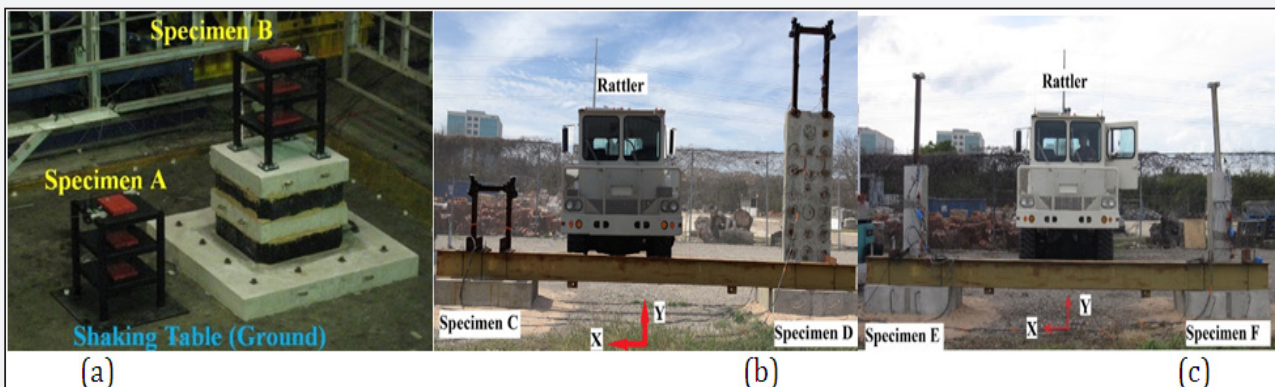 Specimen B
Specimen A
Shaking Table (Ground)
(a)
Rattler
Specimen C
X
Y
Specimen D
(b)
Rattler
Specimen E
X
Y
Specimen F
(c)